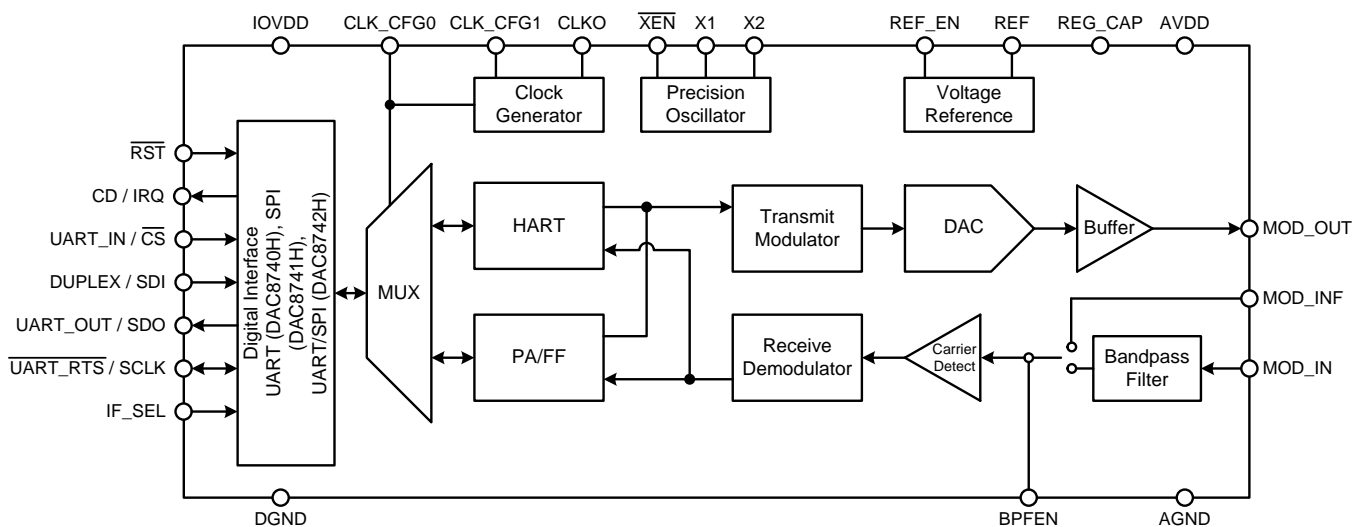 IOVDD
CLK_CFG0
CLK_CFG1
CLKO
XEN
X1
X2
REF_EN
REF
REG_CAP
AVDD
Clock
Generator
Precision
Oscillator
Voltage
Reference
RST
CD / IRQ
UART_IN / CS
DUPLEX / SDI
UART_OUT / SDO
UART_RTS / SCLK
IF_SEL
Digital Interface
UART (DAC8740H), SPI
(DAC8741H),
UART/SPI (DAC8742H)
MUX
HART
PA/FF
Transmit
Modulator
DAC
Buffer
MOD_OUT
MOD_INF
MOD_IN
Receive
Demodulator
Carrier
Detect
Bandpass
Filter
DGND
BPFEN
AGND